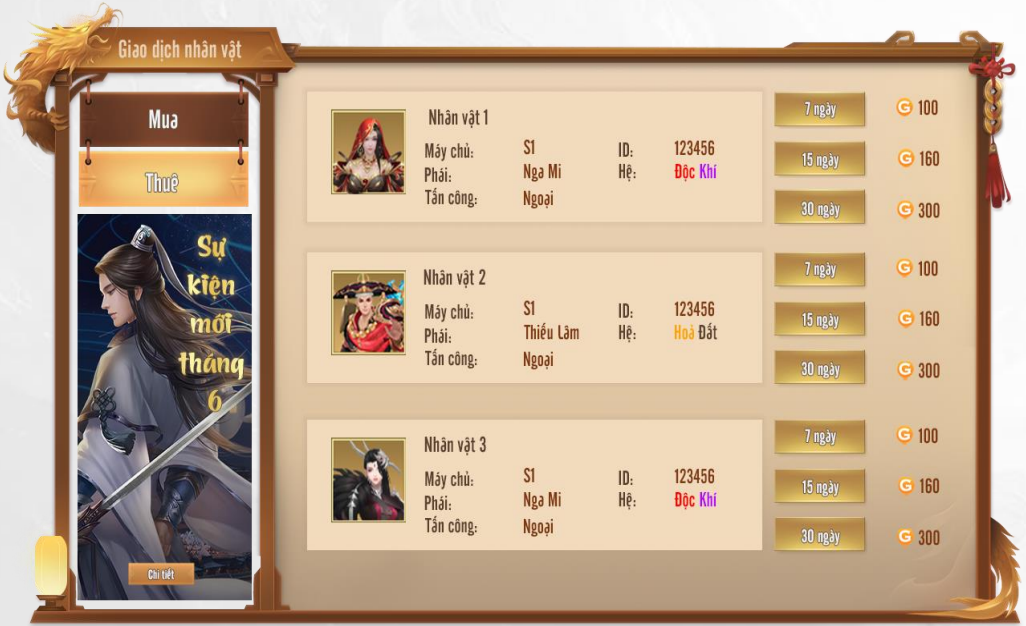 Giao dịch nhân vật
Mua
Thuê
Sự
kiện
mới
tháng
6
Chi tiết
Nhân vật 1
Máy chủ: S1 ID: 123456
Phái: Nga Mi Hệ: Độc Khí
Tấn công: Ngoại
7 ngày G 100
15 ngày G 160
30 ngày G 300
Nhân vật 2
Máy chủ: S1 ID: 123456
Phái: Thiếu Lâm Hệ: Hoả Đất
Tấn công: Ngoại
7 ngày G 100
15 ngày G 160
30 ngày G 300
Nhân vật 3
Máy chủ: S1 ID: 123456
Phái: Nga Mi Hệ: Độc Khí
Tấn công: Ngoại
7 ngày G 100
15 ngày G 160
30 ngày G 300